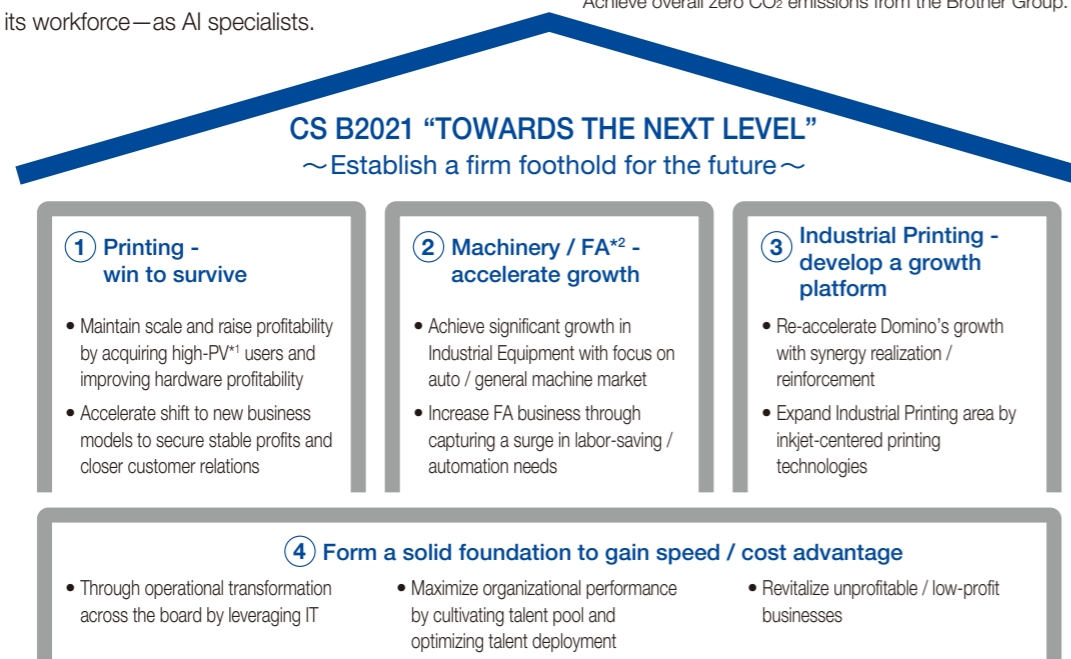 its workforce—as AI specialists.
Achieve overall zero CO2 emissions from the Brother Group.
CS B2021 “TOWARDS THE NEXT LEVEL”
～Establish a firm foothold for the future～
① Printing -
win to survive
• Maintain scale and raise profitability
by acquiring high-PV*1 users and
improving hardware profitability
• Accelerate shift to new business
models to secure stable profits and
closer customer relations
② Machinery / FA*2 -
accelerate growth
• Achieve significant growth in
Industrial Equipment with focus on
auto / general machine market
• Increase FA business through
capturing a surge in labor-saving /
automation needs
③ Industrial Printing -
develop a growth
platform
• Re-accelerate Domino’s growth
with synergy realization /
reinforcement
• Expand Industrial Printing area by
inkjet-centered printing
technologies
④ Form a solid foundation to gain speed / cost advantage
• Through operational transformation
across the board by leveraging IT
• Maximize organizational performance
by cultivating talent pool and
optimizing talent deployment
• Revitalize unprofitable / low-profit
businesses